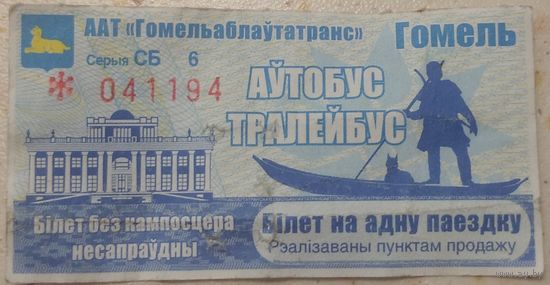 ААТ «Гомельаблаўтатранс»
Гомель
Серыя СБ 6
041194
АЎТОБУС
ТРАЛЕЙБУС
Білет без кампосцера
несапраўдны
Білет на адну паездку
Рэалізаваны пунктам продажу